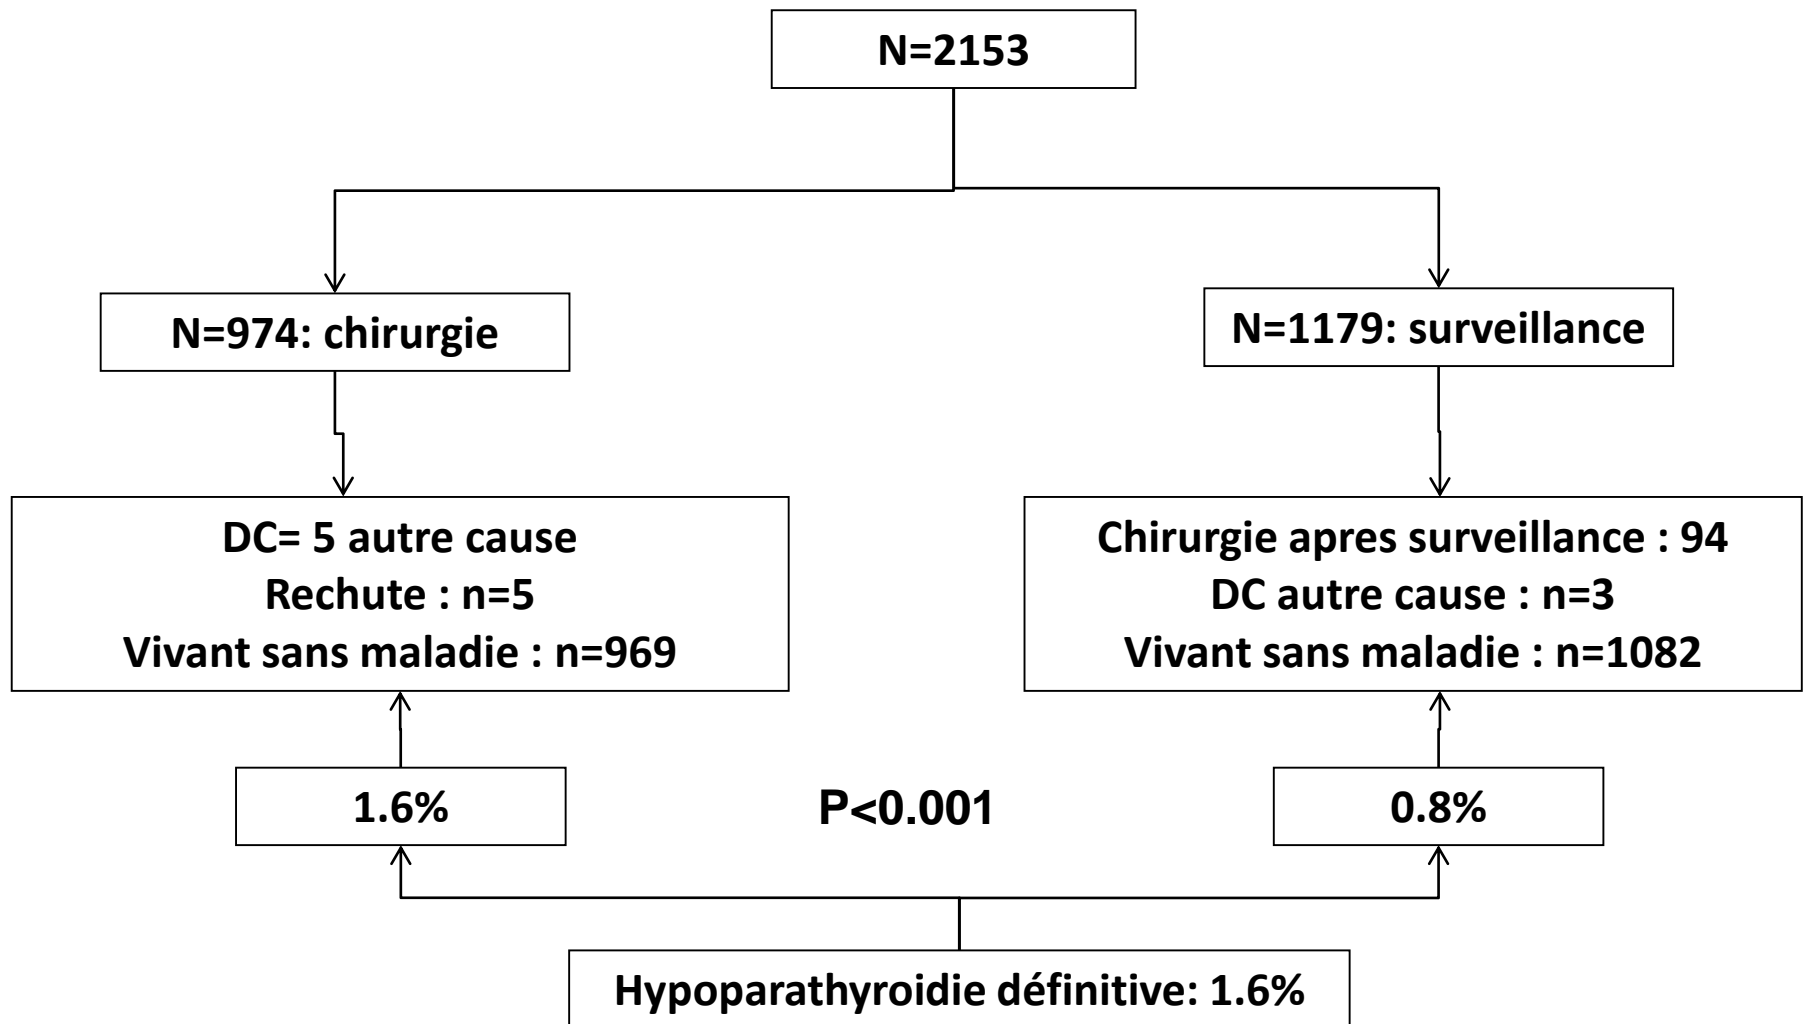 N=2153
N=974: chirurgie
N=1179: surveillance
DC= 5 autre cause
Rechute : n=5
Vivant sans maladie : n=969
Chirurgie apres surveillance : 94
DC autre cause : n=3
Vivant sans maladie : n=1082
1.6%
P<0.001
0.8%
Hypoparathyroidie définitive: 1.6%